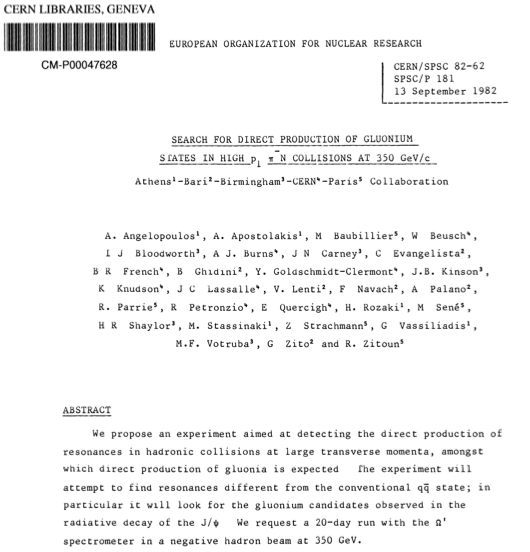 CERN LIBRARIES, GENEVA
CM-P00047628
EUROPEAN ORGANIZATION FOR NUCLEAR RESEARCH
CERN/SPSC 82-62
SPSC/P 181
13 September 1982
SEARCH FOR DIRECT PRODUCTION OF GLUONIUM
STATES IN HIGH p⊥ π⁻N COLLISIONS AT 350 GeV/c
Athens¹-Bari²-Birmingham³-CERN⁴-Paris⁵ Collaboration
A. Angelopoulos¹, A. Apostolakis¹, M Baubillier⁵, W Beusch⁴,
I J Bloodworth³, A J. Burns⁴, J N Carney³, C Evangelista²,
B R French⁴, B Ghidini², Y. Goldschmidt-Clermont⁴, J.B. Kinson³,
K Knudson⁴, J C Lassalle⁴, V. Lenti², F Navach², A Palano²,
R. Parrie⁵, R Petronzio⁴, E Quercigh⁴, H. Rozaki¹, M Sené⁵,
H R Shaylor³, M. Stassinaki¹, Z Strachmann⁵, G Vassiliadis¹,
M.F. Votruba³, G Zito² and R. Zitoun⁵
ABSTRACT
We propose an experiment aimed at detecting the direct production of
resonances in hadronic collisions at large transverse momenta, amongst
which direct production of gluonia is expected The experiment will
attempt to find resonances different from the conventional qq̄ state; in
particular it will look for the gluonium candidates observed in the
radiative decay of the J/ψ We request a 20-day run with the Ω'
spectrometer in a negative hadron beam at 350 GeV.